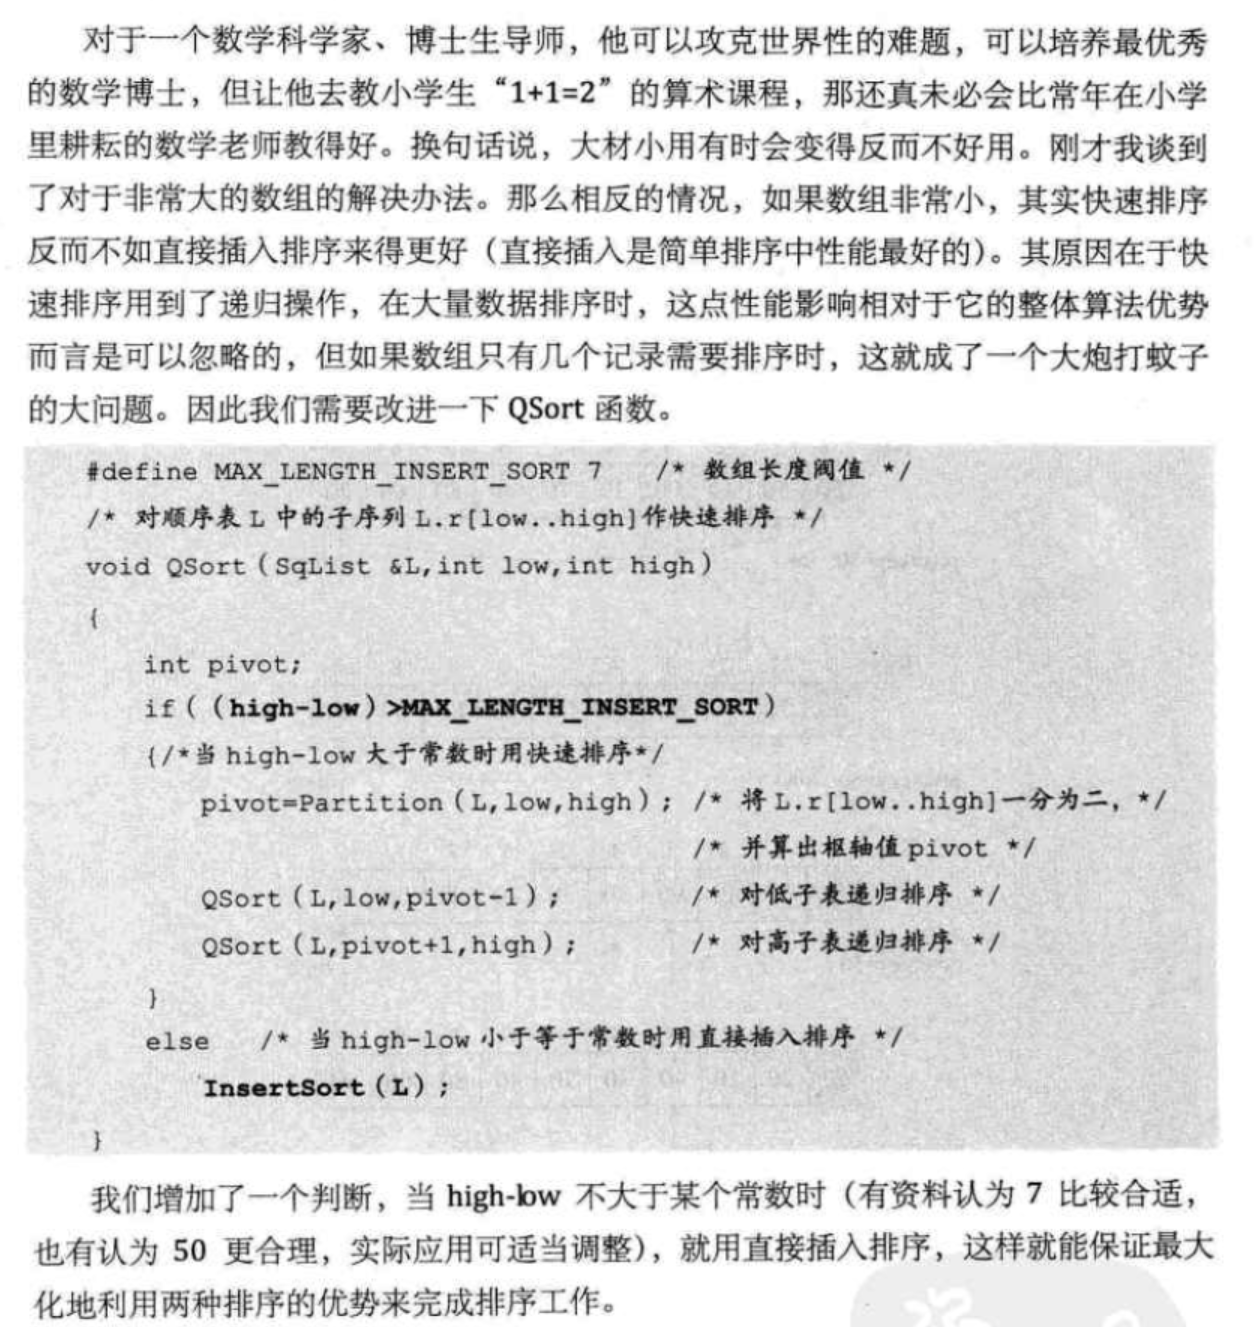 对于一个数学科学家、博士生导师，他可以攻克世界性的难题，可以培养最优秀
的数学博士，但让他去教小学生“1+1=2”的算术课程，那还真未必会比常年在小学
里耕耘的数学老师教得好。换句话说，大材小用有时会变得反而不好用。刚才我谈到
了对于非常大的数组的解决办法。那么相反的情况，如果数组非常小，其实快速排序
反而不如直接插入排序来得更好（直接插入是简单排序中性能最好的）。其原因在于快
速排序用到了递归操作，在大量数据排序时，这点性能影响相对于它的整体算法优势
而言是可以忽略的，但如果数组只有几个记录需要排序时，这就成了一个大炮打蚊子
的大问题。因此我们需要改进一下 QSort 函数。
#define MAX_LENGTH_INSERT_SORT 7 /* 数组长度阀值 */
/* 对顺序表 L 中的子序列 L.r[low..high]作快速排序 */
void QSort(SqList &L,int low,int high)
{
int pivot;
if((high-low)>MAX_LENGTH_INSERT_SORT)
{/*当 high-low 大于常数时用快速排序*/
pivot=Partition(L,low,high); /* 将 L.r[low..high]一分为二，*/
/* 并算出枢轴值 pivot */
QSort(L,low,pivot-1); /* 对低子表递归排序 */
QSort(L,pivot+1,high); /* 对高子表递归排序 */
}
else /* 当 high-low 小于等于常数时用直接插入排序 */
InsertSort(L);
}
我们增加了一个判断，当 high-low 不大于某个常数时（有资料认为 7 比较合适，
也有认为 50 更合理，实际应用可适当调整），就用直接插入排序，这样就能保证最大
化地利用两种排序的优势来完成排序工作。